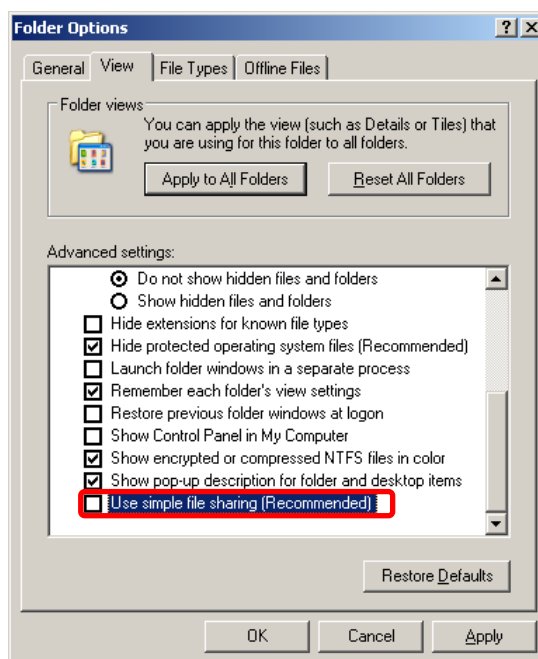 Folder Options
General View File Types Offline Files
Folder views
You can apply the view (such as Details or Tiles) that
you are using for this folder to all folders.
Apply to All Folders Reset All Folders
Advanced settings:
Do not show hidden files and folders
Show hidden files and folders
Hide extensions for known file types
Hide protected operating system files (Recommended)
Launch folder windows in a separate process
Remember each folder's view settings
Restore previous folder windows at logon
Show Control Panel in My Computer
Show encrypted or compressed NTFS files in color
Show pop-up description for folder and desktop items
Use simple file sharing (Recommended)
Restore Defaults
OK Cancel Apply